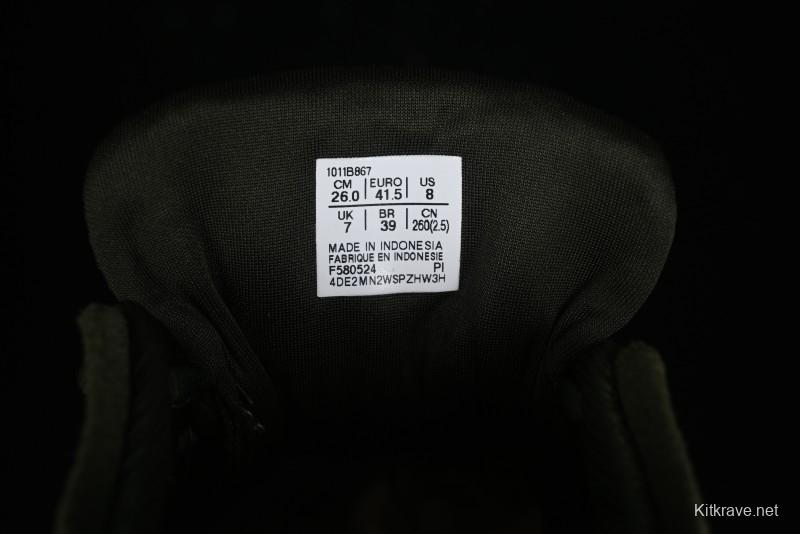 1011B867
CM EURO US
26.0 41.5 8
UK BR CN
7 39 260(2.5)
MADE IN INDONESIA
FABRIQUE EN INDONESIE
F580524 PI
4DE2MN2WSPZHW3H
Kitkrave.net